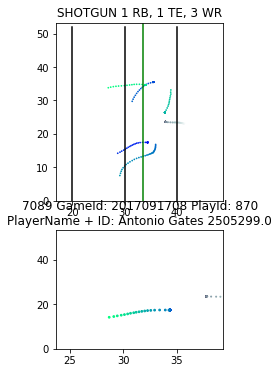 SHOTGUN 1 RB, 1 TE, 3 WR
50
40
30
20
10
0
20 30 40
7089 GameId: 2017091708 PlayId: 870
PlayerName + ID: Antonio Gates 2505299.0
40
20
0
25 30 35